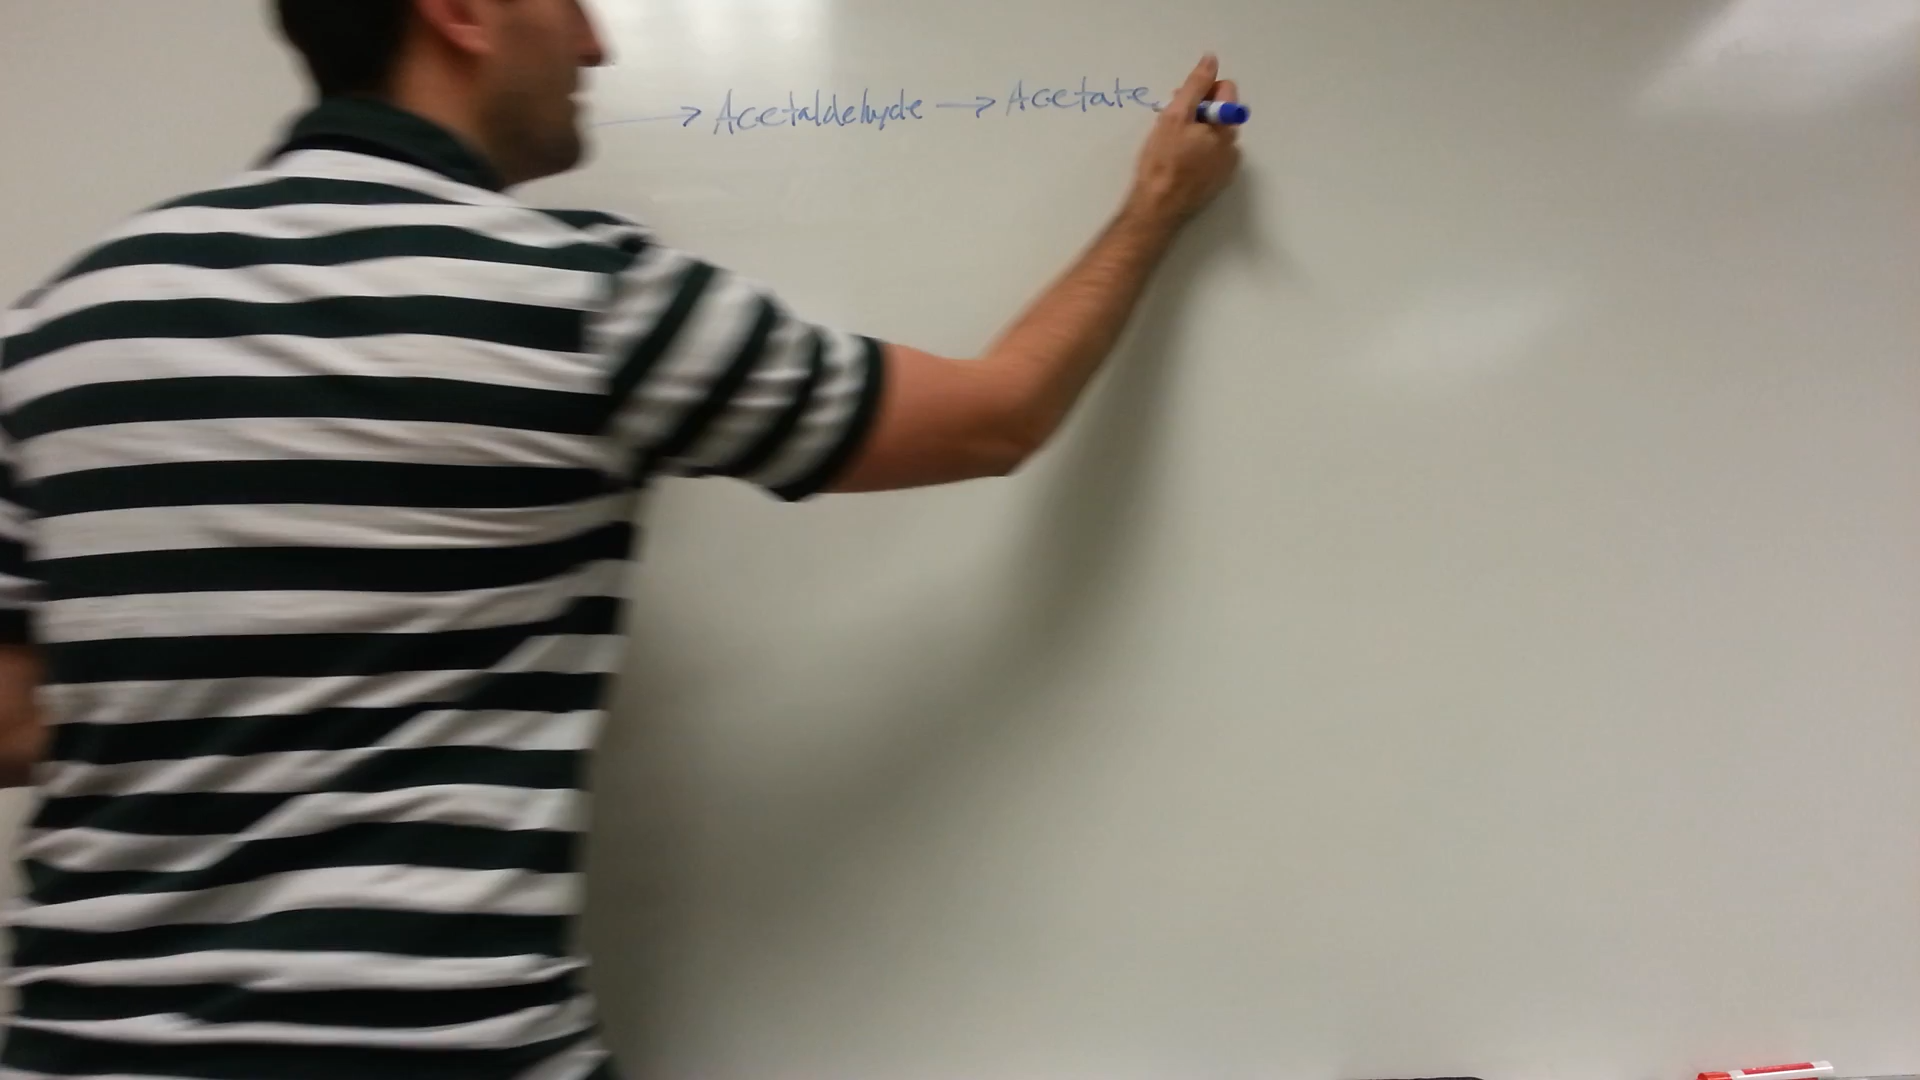 → Acetaldehyde → Acetate